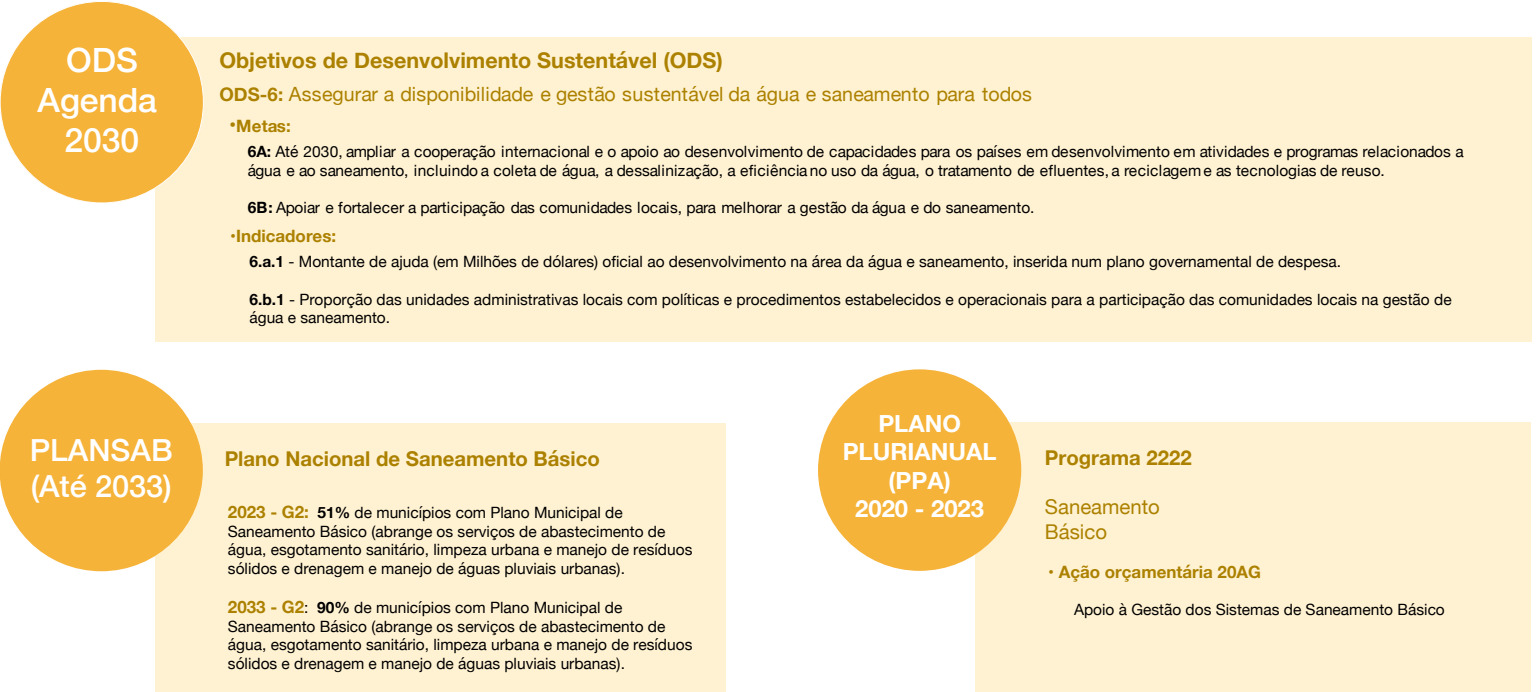 ODS
Agenda
2030
Objetivos de Desenvolvimento Sustentável (ODS)
ODS-6: Assegurar a disponibilidade e gestão sustentável da água e saneamento para todos
•Metas:
6A: Até 2030, ampliar a cooperação internacional e o apoio ao desenvolvimento de capacidades para os países em desenvolvimento em atividades e programas relacionados a
água e ao saneamento, incluindo a coleta de água, a dessalinização, a eficiência no uso da água, o tratamento de efluentes, a reciclagem e as tecnologias de reuso.
6B: Apoiar e fortalecer a participação das comunidades locais, para melhorar a gestão da água e do saneamento.
•Indicadores:
6.a.1 - Montante de ajuda (em Milhões de dólares) oficial ao desenvolvimento na área da água e saneamento, inserida num plano governamental de despesa.
6.b.1 - Proporção das unidades administrativas locais com políticas e procedimentos estabelecidos e operacionais para a participação das comunidades locais na gestão de
água e saneamento.
PLANSAB
(Até 2033)
Plano Nacional de Saneamento Básico
2023 - G2: 51% de municípios com Plano Municipal de
Saneamento Básico (abrange os serviços de abastecimento de
água, esgotamento sanitário, limpeza urbana e manejo de resíduos
sólidos e drenagem e manejo de águas pluviais urbanas).
2033 - G2: 90% de municípios com Plano Municipal de
Saneamento Básico (abrange os serviços de abastecimento de
água, esgotamento sanitário, limpeza urbana e manejo de resíduos
sólidos e drenagem e manejo de águas pluviais urbanas).
PLANO
PLURIANUAL
(PPA)
2020 - 2023
Programa 2222
Saneamento
Básico
• Ação orçamentária 20AG
Apoio à Gestão dos Sistemas de Saneamento Básico